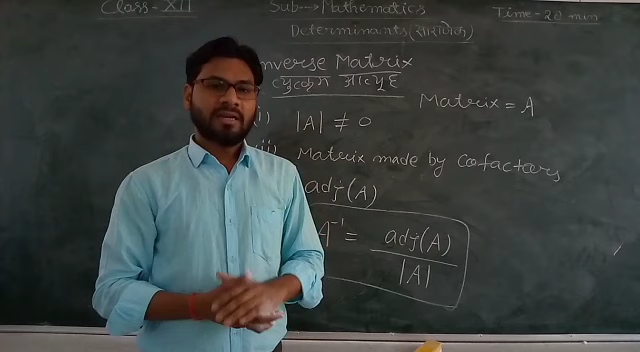 Class - XII
Sub→ Mathematics
Time - 20 min
Determinants (सारणिक)
nverse Matrix
व्युत्क्रम आव्यूह
Matrix = A
i) |A| ≠ 0
ii) Matrix made by cofactors
adj(A)
A⁻¹ = adj(A)
|A|